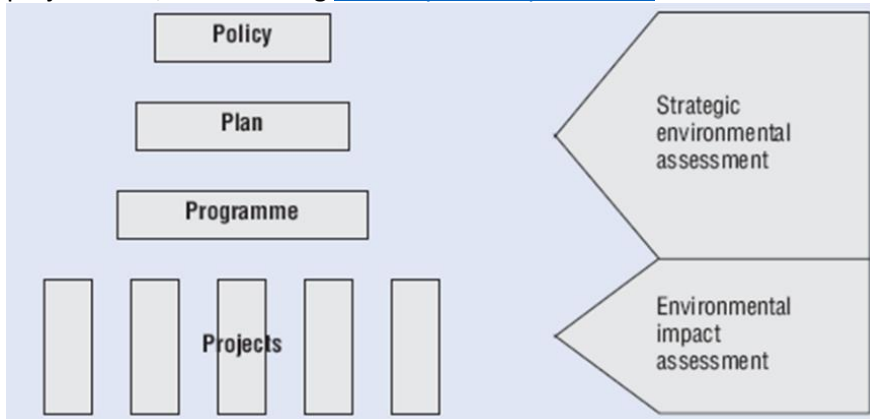 Policy
Plan
Programme
Projects
Strategic
environmental
assessment
Environmental
impact
assessment